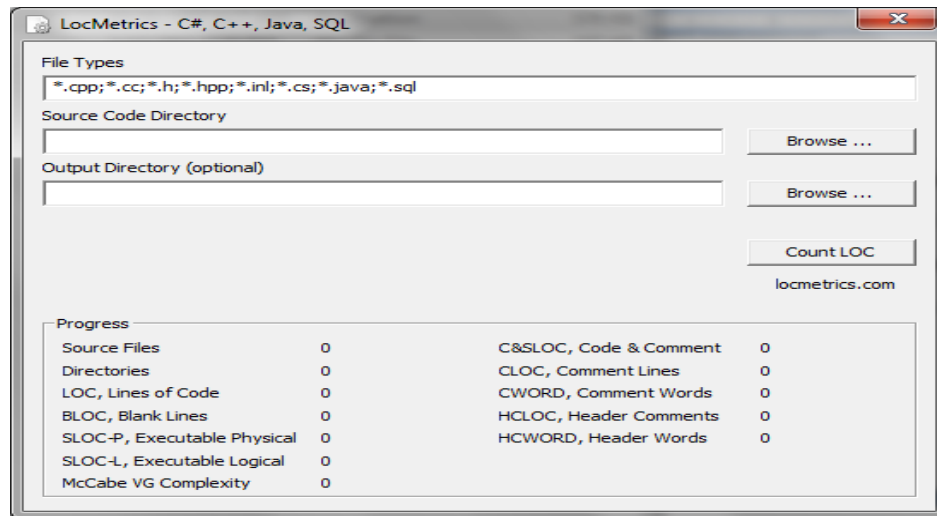 LocMetrics - C#, C++, Java, SQL
File Types
*.cpp;*.cc;*.h;*.hpp;*.inl;*.cs;*.java;*.sql
Source Code Directory
Browse ...
Output Directory (optional)
Browse ...
Count LOC
locmetrics.com
Progress
Source Files 0 C&SLOC, Code & Comment 0
Directories 0 CLOC, Comment Lines 0
LOC, Lines of Code 0 CWORD, Comment Words 0
BLOC, Blank Lines 0 HCLOC, Header Comments 0
SLOC-P, Executable Physical 0 HCWORD, Header Words 0
SLOC-L, Executable Logical 0
McCabe VG Complexity 0